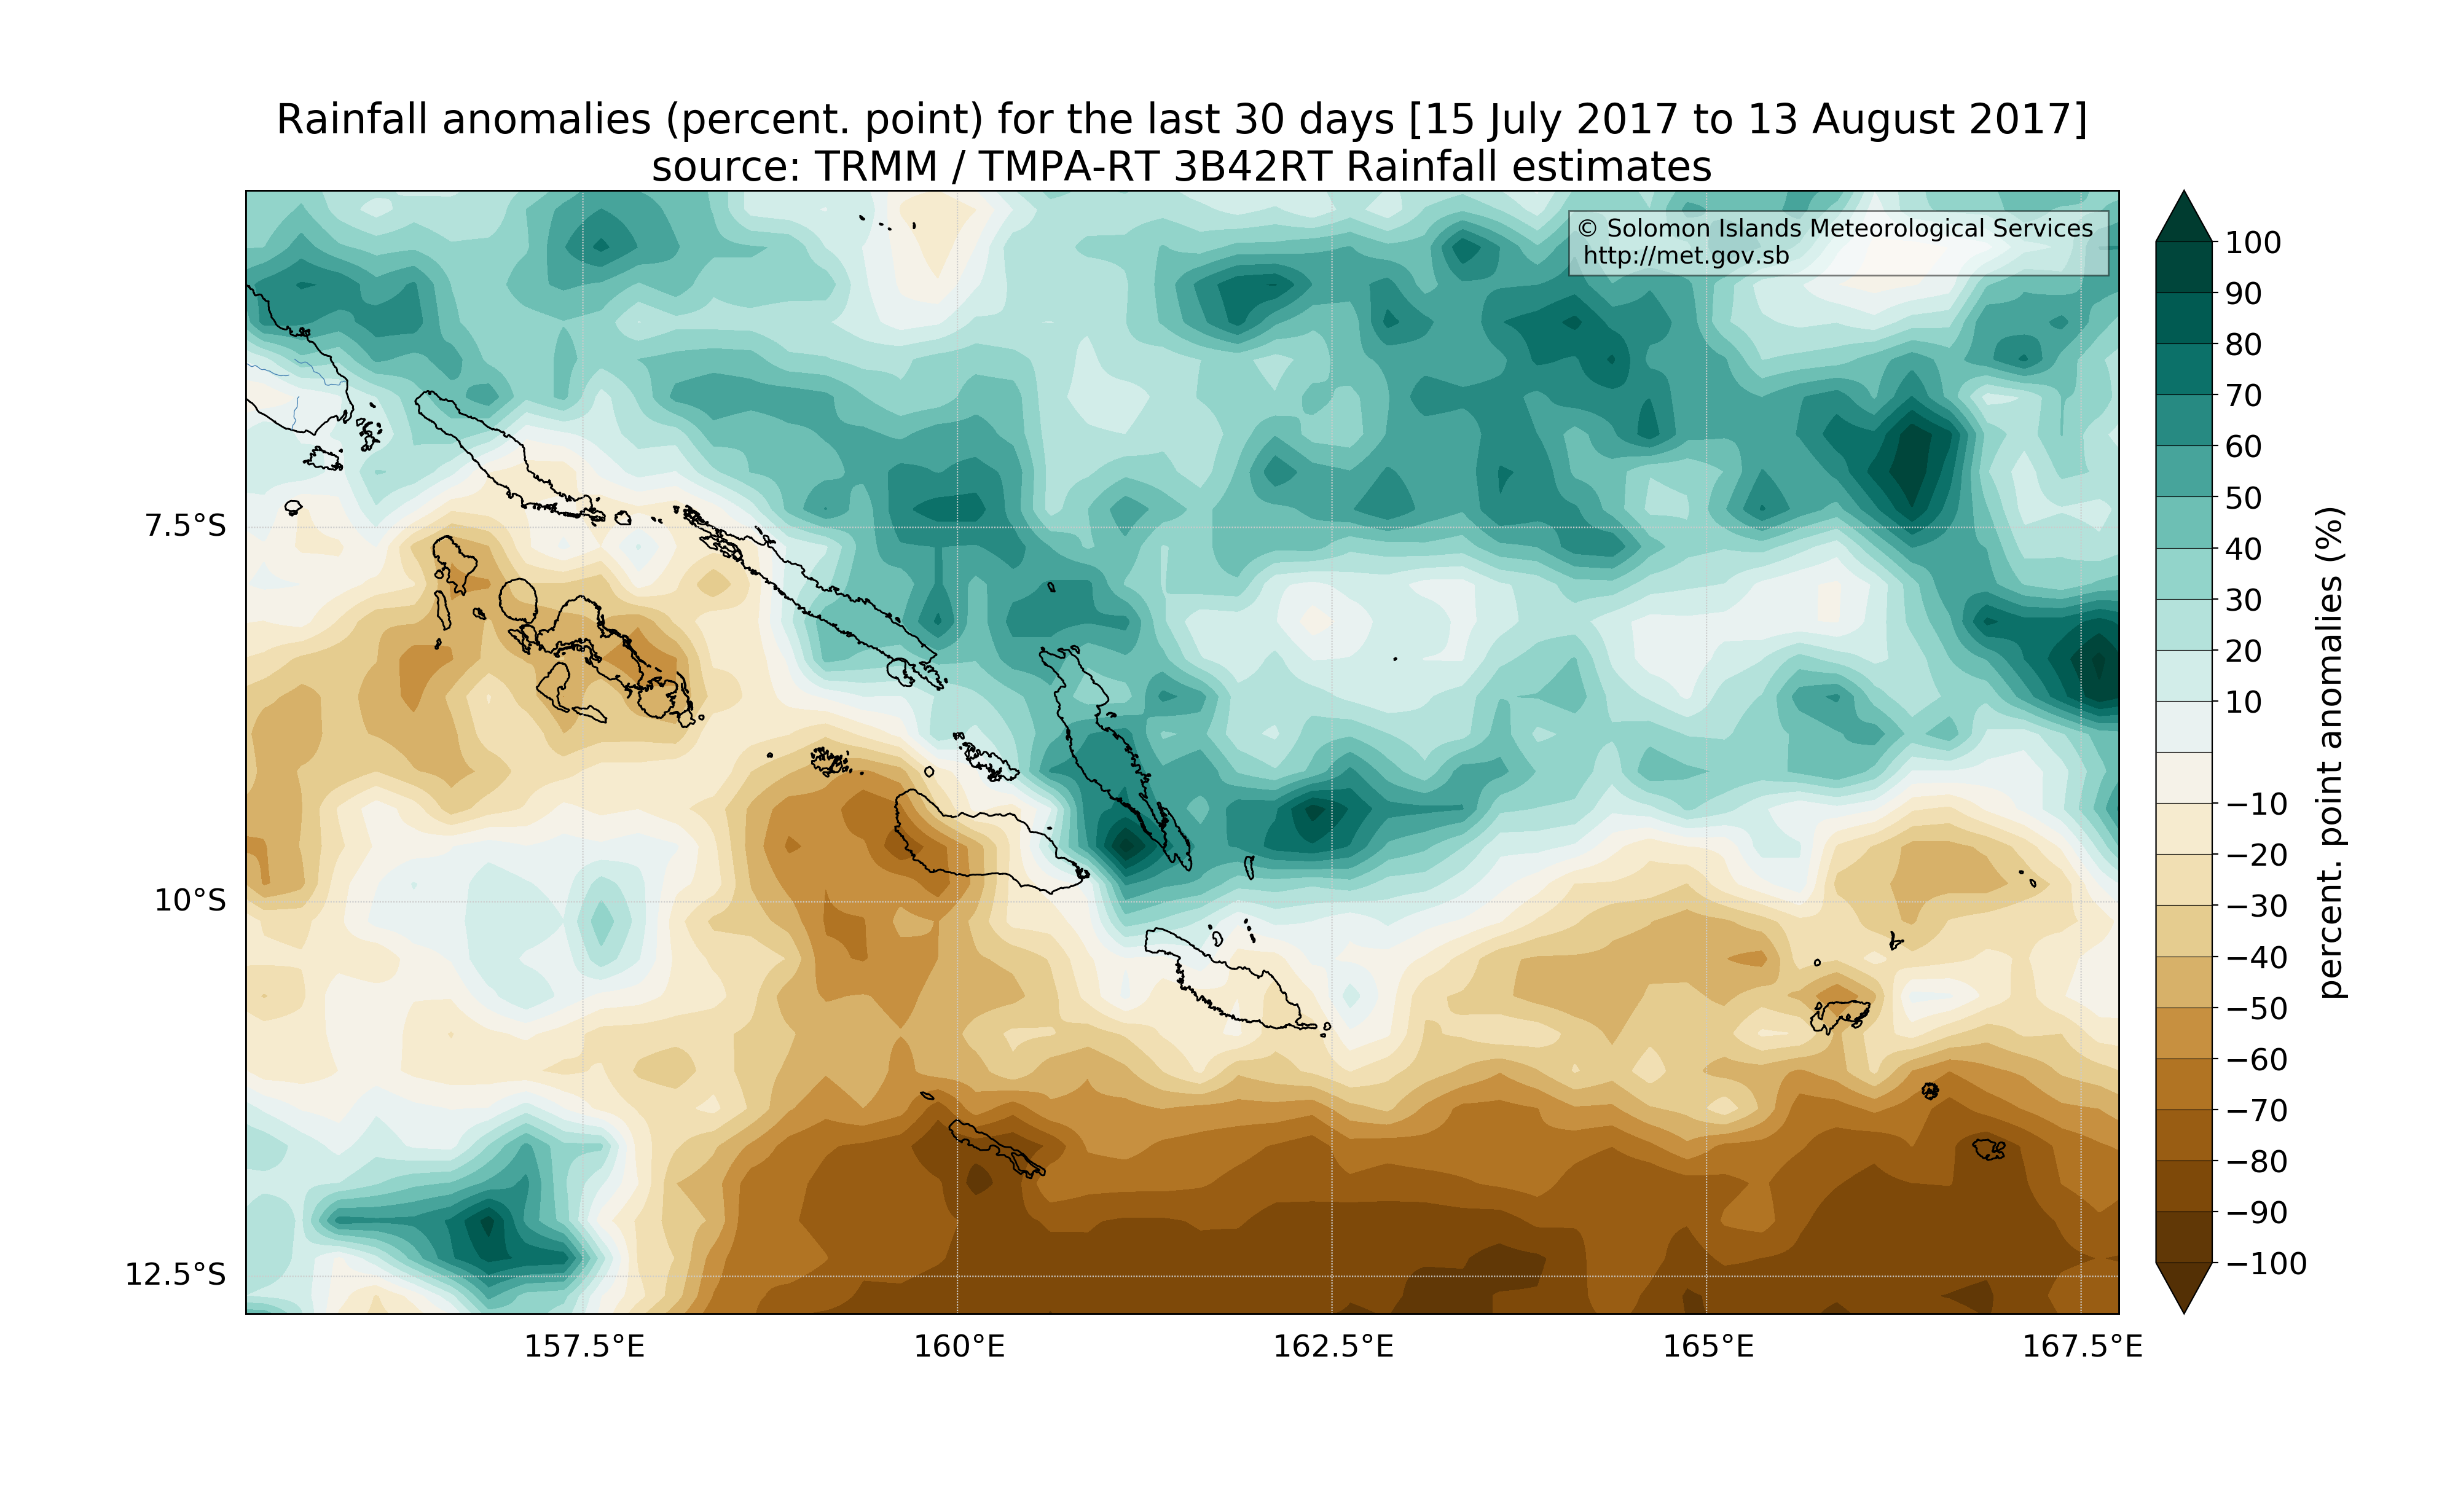 Rainfall anomalies (percent. point) for the last 30 days [15 July 2017 to 13 August 2017]
source: TRMM / TMPA-RT 3B42RT Rainfall estimates
© Solomon Islands Meteorological Services
http://met.gov.sb
7.5°S
10°S
12.5°S
157.5°E
160°E
162.5°E
165°E
167.5°E
100
90
80
70
60
50
40
30
20
10
−10
−20
−30
−40
−50
−60
−70
−80
−90
−100
percent. point anomalies (%)